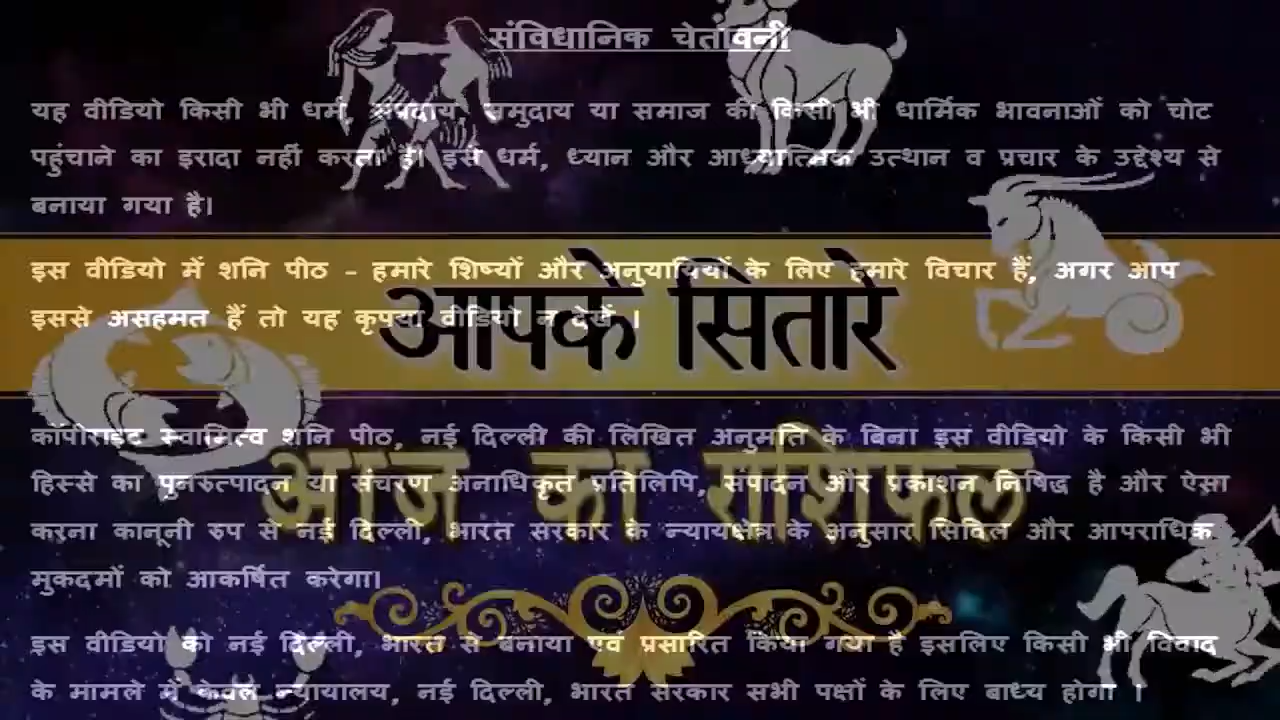 संविधानिक चेतावनी
यह वीडियो किसी भी धर्म, संप्रदाय, समुदाय या समाज की किसी भी धार्मिक भावनाओं को चोट
पहुंचाने का इरादा नहीं करता है। इसे धर्म, ध्यान और आध्यात्मिक उत्थान व प्रचार के उद्देश्य से
बनाया गया है।
इस वीडियो में शनि पीठ - हमारे शिष्यों और अनुयायियों के लिए हमारे विचार हैं, अगर आप
इससे असहमत हैं तो यह कृपया वीडियो न देखें ।
आपके सितारे
कॉपीराइट स्वामित्व शनि पीठ, नई दिल्ली की लिखित अनुमति के बिना इस वीडियो के किसी भी
हिस्से का पुनरुत्पादन या संचरण अनाधिकृत प्रतिलिपि, संपादन और प्रकाशन निषिद्ध है और ऐसा
आज का राशिफल
करना कानूनी रुप से नई दिल्ली, भारत सरकार के न्यायक्षेत्र के अनुसार सिविल और आपराधिक
मुकदमों को आकर्षित करेगा।
इस वीडियो को नई दिल्ली, भारत से बनाया एवं प्रसारित किया गया है इसलिए किसी भी विवाद
के मामले में केवल न्यायालय, नई दिल्ली, भारत सरकार सभी पक्षों के लिए बाध्य होगा ।